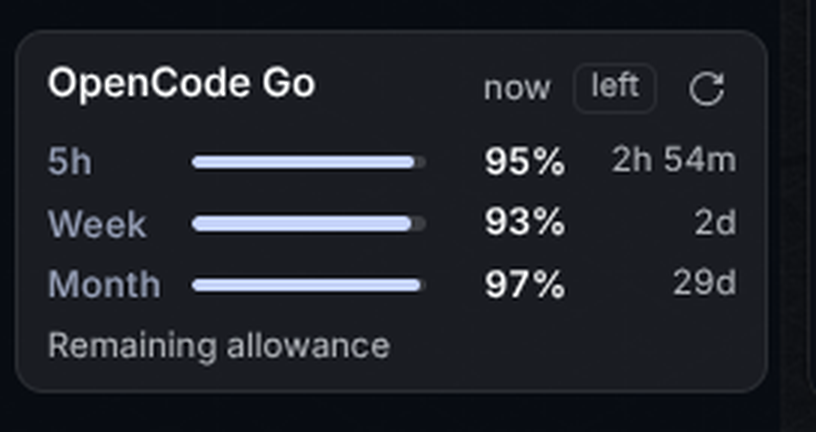 OpenCode Go now left
5h 95% 2h 54m
Week 93% 2d
Month 97% 29d
Remaining allowance